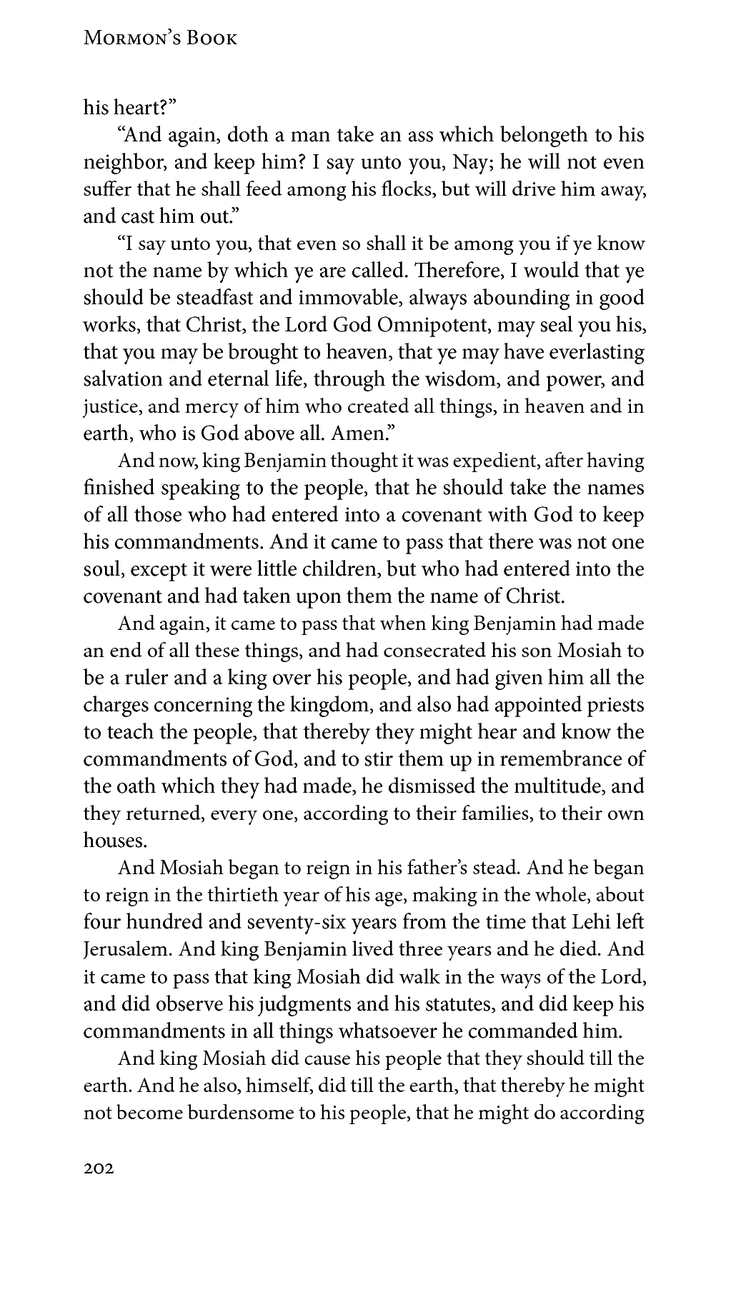 Mormon’s Book
his heart?”
“And again, doth a man take an ass which belongeth to his
neighbor, and keep him? I say unto you, Nay; he will not even
suffer that he shall feed among his flocks, but will drive him away,
and cast him out.”
“I say unto you, that even so shall it be among you if ye know
not the name by which ye are called. Therefore, I would that ye
should be steadfast and immovable, always abounding in good
works, that Christ, the Lord God Omnipotent, may seal you his,
that you may be brought to heaven, that ye may have everlasting
salvation and eternal life, through the wisdom, and power, and
justice, and mercy of him who created all things, in heaven and in
earth, who is God above all. Amen.”
And now, king Benjamin thought it was expedient, after having
finished speaking to the people, that he should take the names
of all those who had entered into a covenant with God to keep
his commandments. And it came to pass that there was not one
soul, except it were little children, but who had entered into the
covenant and had taken upon them the name of Christ.
And again, it came to pass that when king Benjamin had made
an end of all these things, and had consecrated his son Mosiah to
be a ruler and a king over his people, and had given him all the
charges concerning the kingdom, and also had appointed priests
to teach the people, that thereby they might hear and know the
commandments of God, and to stir them up in remembrance of
the oath which they had made, he dismissed the multitude, and
they returned, every one, according to their families, to their own
houses.
And Mosiah began to reign in his father’s stead. And he began
to reign in the thirtieth year of his age, making in the whole, about
four hundred and seventy-six years from the time that Lehi left
Jerusalem. And king Benjamin lived three years and he died. And
it came to pass that king Mosiah did walk in the ways of the Lord,
and did observe his judgments and his statutes, and did keep his
commandments in all things whatsoever he commanded him.
And king Mosiah did cause his people that they should till the
earth. And he also, himself, did till the earth, that thereby he might
not become burdensome to his people, that he might do according
202